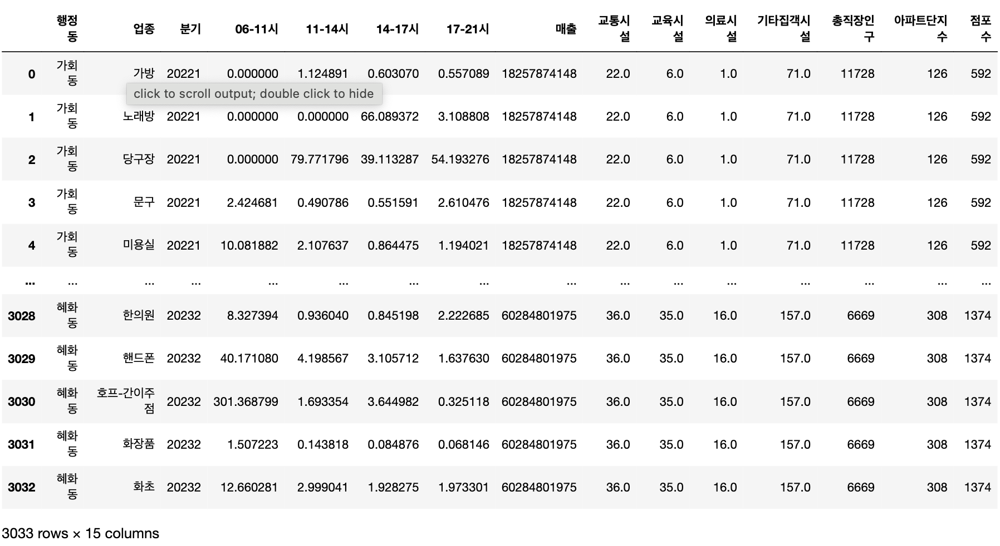 행정동 업종 분기 06-11시 11-14시 14-17시 17-21시 매출 교통시설 교육시설 의료시설 기타집객시설 총직장인구 아파트단지수 점포수
0 가회동 가방 20221 0.000000 1.124891 0.603070 0.557089 18257874148 22.0 6.0 1.0 71.0 11728 126 592
click to scroll output; double click to hide
1 가회동 노래방 20221 0.000000 0.000000 66.089372 3.108808 18257874148 22.0 6.0 1.0 71.0 11728 126 592
2 가회동 당구장 20221 0.000000 79.771796 39.113287 54.193276 18257874148 22.0 6.0 1.0 71.0 11728 126 592
3 가회동 문구 20221 2.424681 0.490786 0.551591 2.610476 18257874148 22.0 6.0 1.0 71.0 11728 126 592
4 가회동 미용실 20221 10.081882 2.107637 0.864475 1.194021 18257874148 22.0 6.0 1.0 71.0 11728 126 592
... ... ... ... ... ... ... ... ... ... ... ... ... ... ... ...
3028 혜화동 한의원 20232 8.327394 0.936040 0.845198 2.222685 60284801975 36.0 35.0 16.0 157.0 6669 308 1374
3029 혜화동 핸드폰 20232 40.171080 4.198567 3.105712 1.637630 60284801975 36.0 35.0 16.0 157.0 6669 308 1374
3030 혜화동 호프-간이주점 20232 301.368799 1.693354 3.644982 0.325118 60284801975 36.0 35.0 16.0 157.0 6669 308 1374
3031 혜화동 화장품 20232 1.507223 0.143818 0.084876 0.068146 60284801975 36.0 35.0 16.0 157.0 6669 308 1374
3032 혜화동 화초 20232 12.660281 2.999041 1.928275 1.973301 60284801975 36.0 35.0 16.0 157.0 6669 308 1374
3033 rows × 15 columns